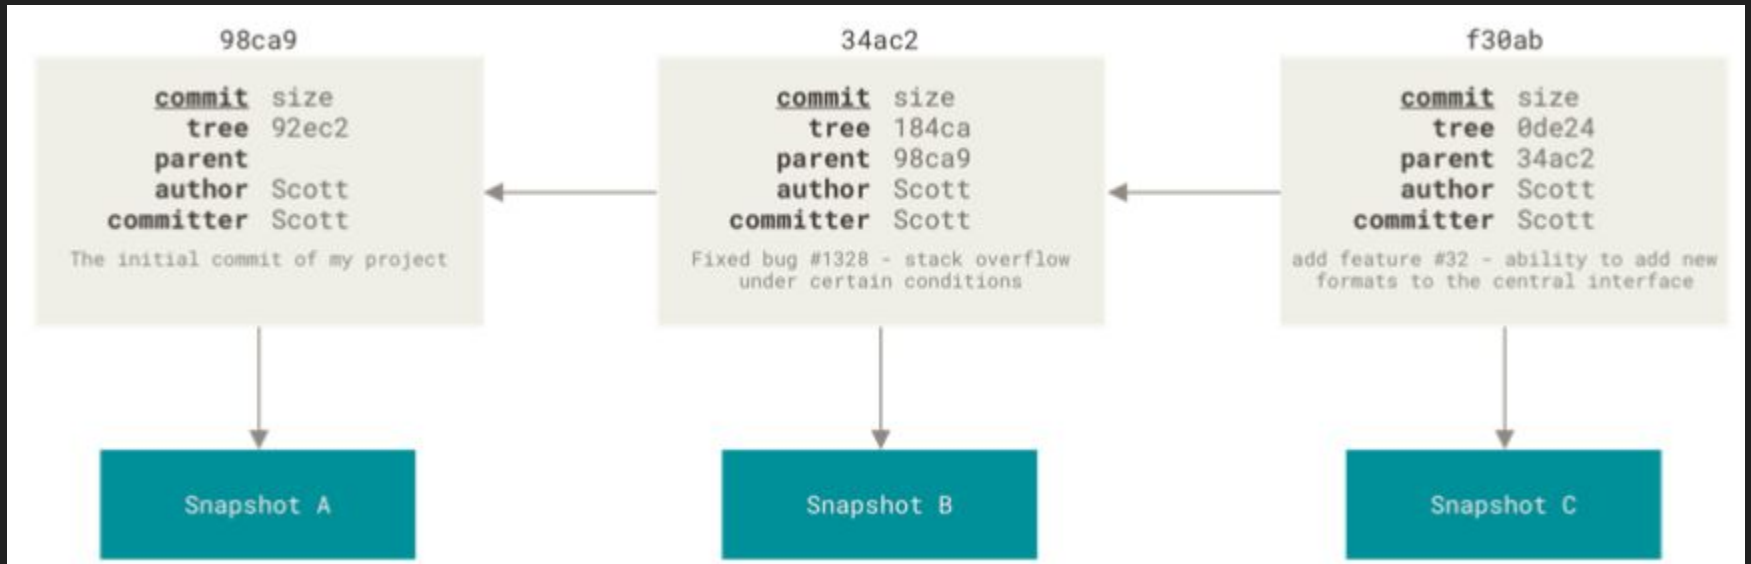 98ca9
commit size
tree 92ec2
parent
author Scott
committer Scott
The initial commit of my project
Snapshot A
34ac2
commit size
tree 184ca
parent 98ca9
author Scott
committer Scott
Fixed bug #1328 - stack overflow
under certain conditions
Snapshot B
f30ab
commit size
tree 0de24
parent 34ac2
author Scott
committer Scott
add feature #32 - ability to add new
formats to the central interface
Snapshot C